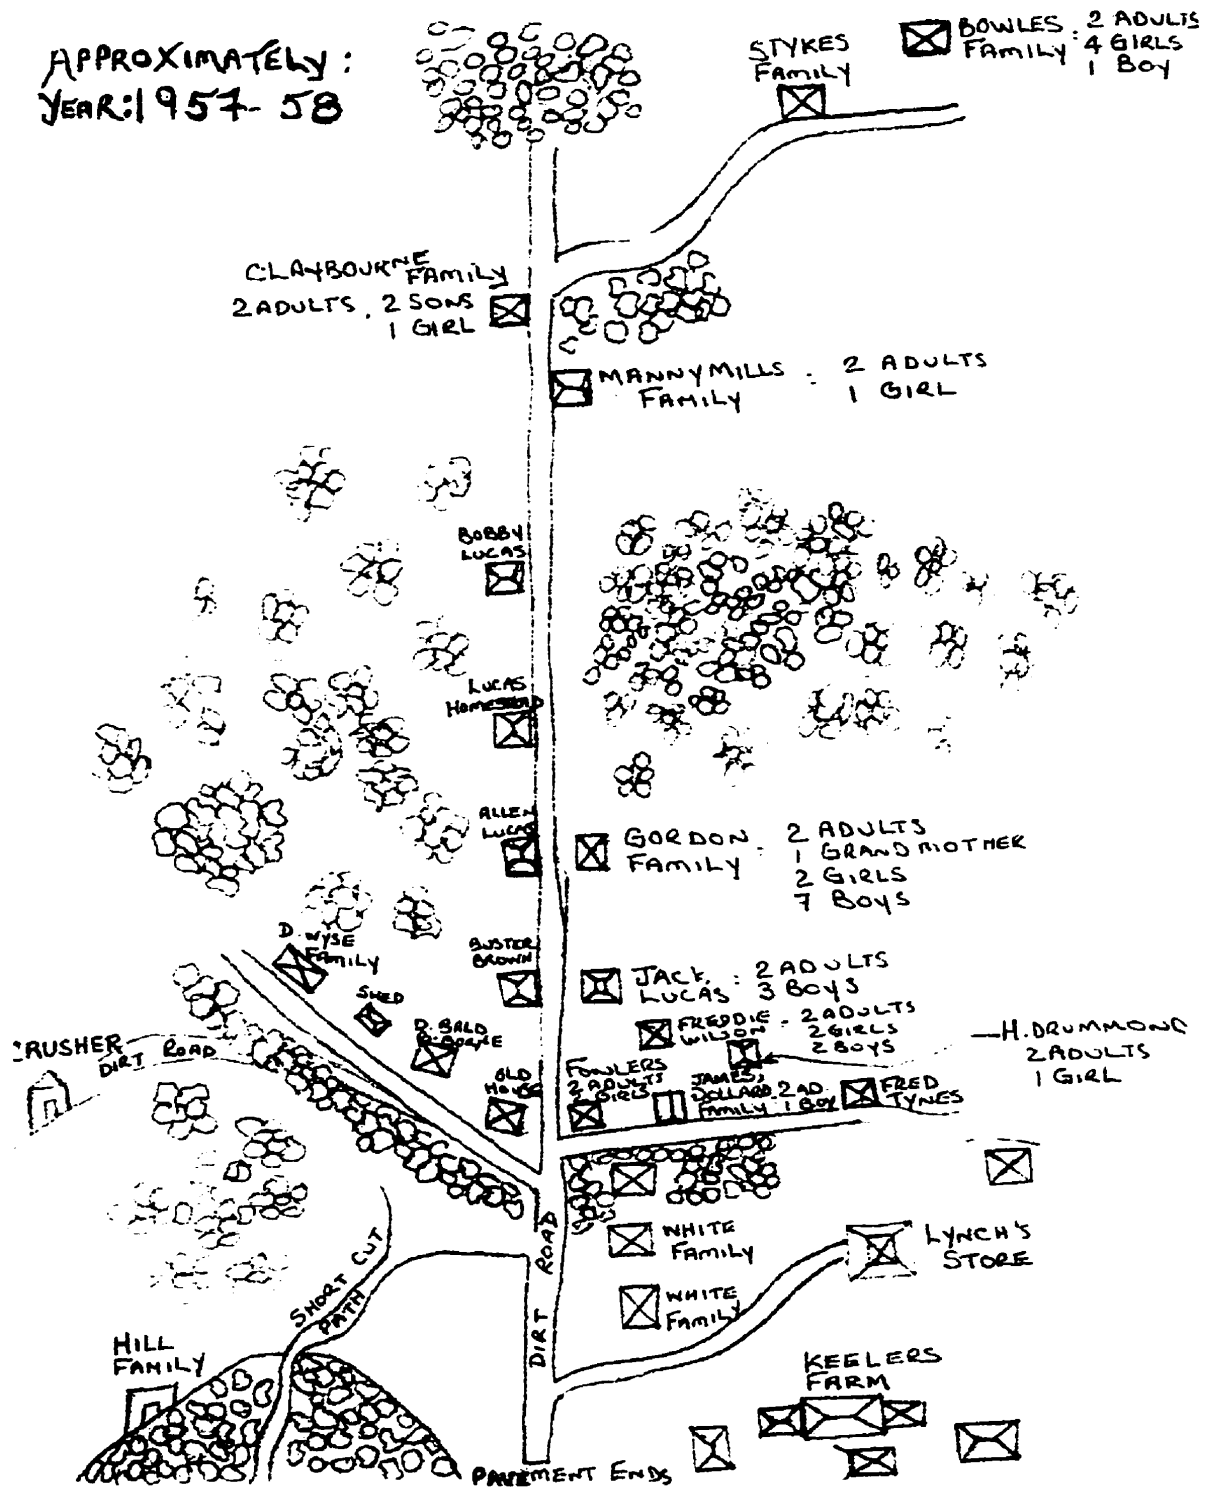 APPROXIMATELY:
YEAR: 1957-58
STYKES
FAMILY
BOWLES : 2 ADULTS
FAMILY 4 GIRLS
1 BOY
CLAYBOURNE
FAMILY
2 ADULTS, 2 SONS
1 GIRL
MANNY MILLS : 2 ADULTS
FAMILY 1 GIRL
BOBBY
LUCAS
LUCAS
HOMESTEAD
ALLEN
LUCAS
GORDON : 2 ADULTS
FAMILY 1 GRANDMOTHER
2 GIRLS
7 BOYS
D. WYSE
FAMILY
BUSTER
BROWN
JACK : 2 ADULTS
LUCAS 3 BOYS
SHED
FREDDIE - 2 ADULTS
WILSON 2 GIRLS
2 BOYS
H. DRUMMOND
2 ADULTS
1 GIRL
D. BALD
RUSHER
DIRT ROAD
OLD
HOUSE
FOWLERS
2 ADULTS
GIRLS
JAMES
DOLLARD 2 AD.
FAMILY 1 BOY
FRED
TYNES
WHITE
FAMILY
LYNCH'S
STORE
WHITE
FAMILY
DIRT ROAD
SHORT CUT
PATH
HILL
FAMILY
KEELERS
FARM
PAVEMENT ENDS